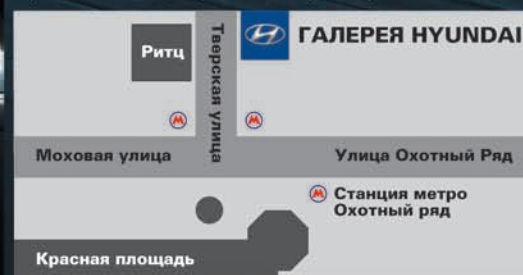 Ритц
ГАЛЕРЕЯ HYUNDAI
Тверская улица
Моховая улица
Улица Охотный Ряд
Станция метро
Охотный ряд
Красная площадь